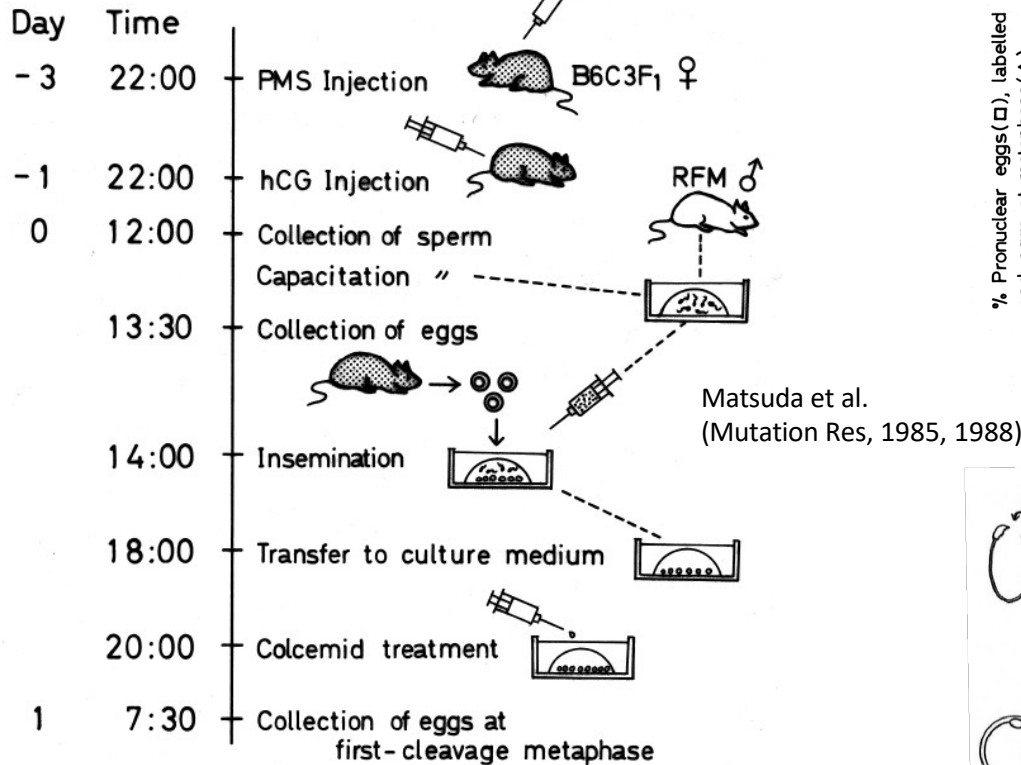 Day Time
-3 22:00 PMS Injection B6C3F₁ ♀
-1 22:00 hCG Injection RFM ♂
0 12:00 Collection of sperm
Capacitation 〃
13:30 Collection of eggs
14:00 Insemination
18:00 Transfer to culture medium
20:00 Colcemid treatment
1 7:30 Collection of eggs at
first-cleavage metaphase
Matsuda et al.
(Mutation Res, 1985, 1988)
% Pronuclear eggs(□), labelled